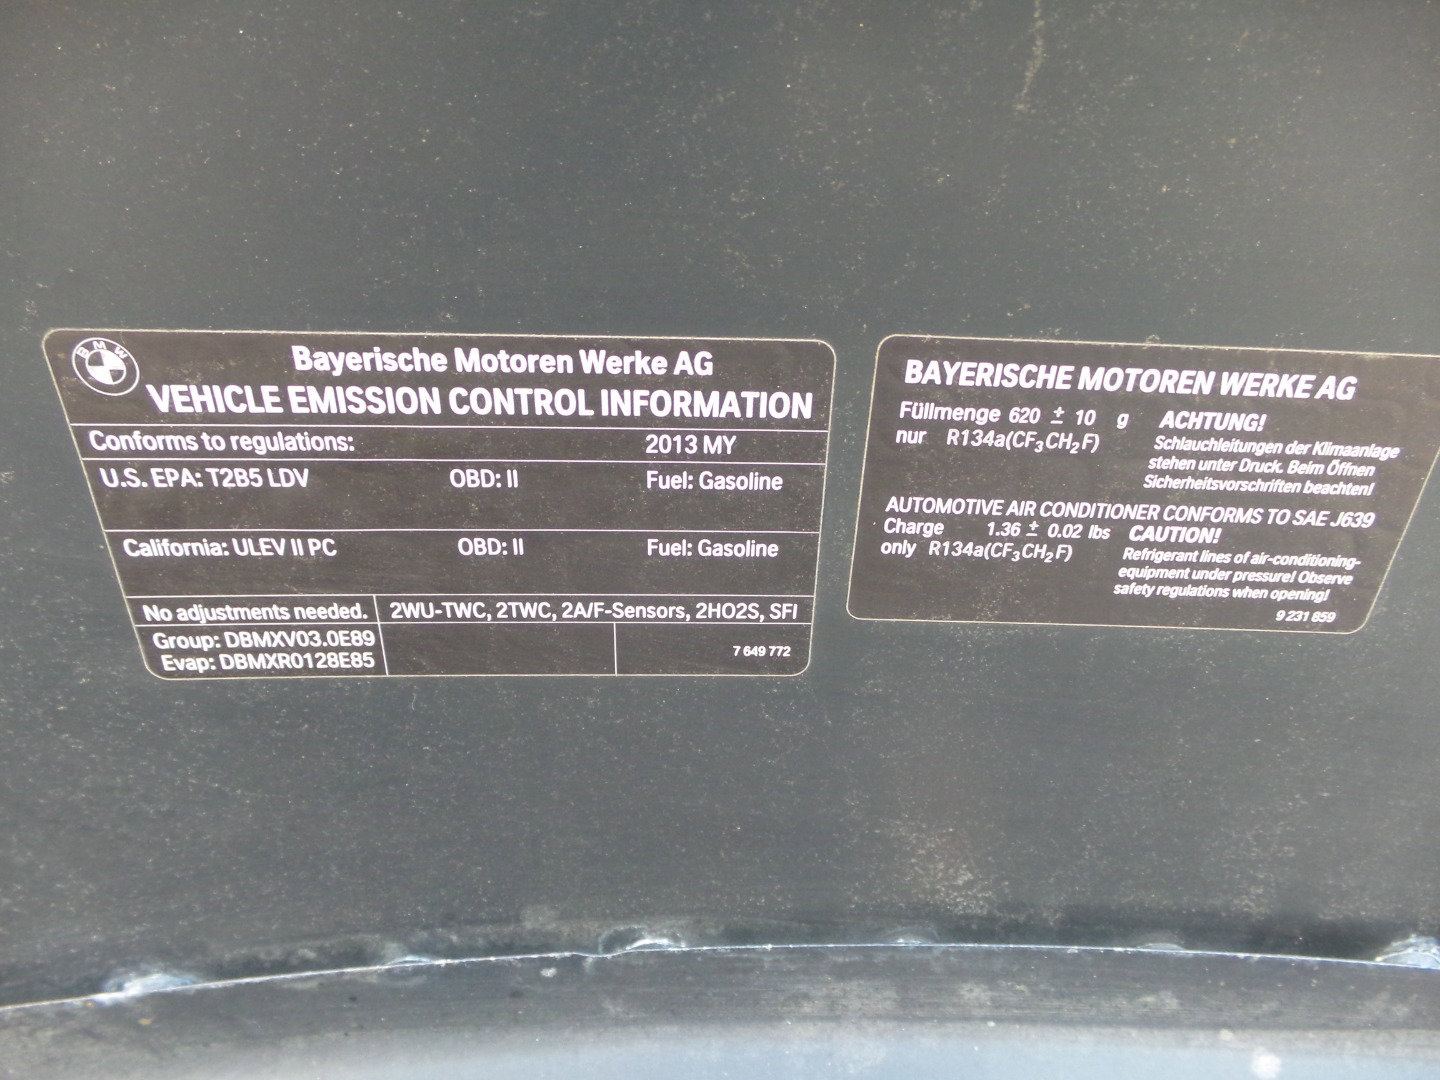 BMW
Bayerische Motoren Werke AG
VEHICLE EMISSION CONTROL INFORMATION
Conforms to regulations: 2013 MY
U.S. EPA: T2B5 LDV OBD: II Fuel: Gasoline
California: ULEV II PC OBD: II Fuel: Gasoline
No adjustments needed. 2WU-TWC, 2TWC, 2A/F-Sensors, 2HO2S, SFI
Group: DBMXV03.0E89
Evap: DBMXR0128E85
7 649 772
BAYERISCHE MOTOREN WERKE AG
Füllmenge 620 ± 10 g
nur R134a(CF₃CH₂F)
ACHTUNG!
Schlauchleitungen der Klimaanlage
stehen unter Druck. Beim Öffnen
Sicherheitsvorschriften beachten!
AUTOMOTIVE AIR CONDITIONER CONFORMS TO SAE J639
Charge 1.36 ± 0.02 lbs
only R134a(CF₃CH₂F)
CAUTION!
Refrigerant lines of air-conditioning-
equipment under pressure! Observe
safety regulations when opening!
9 231 859